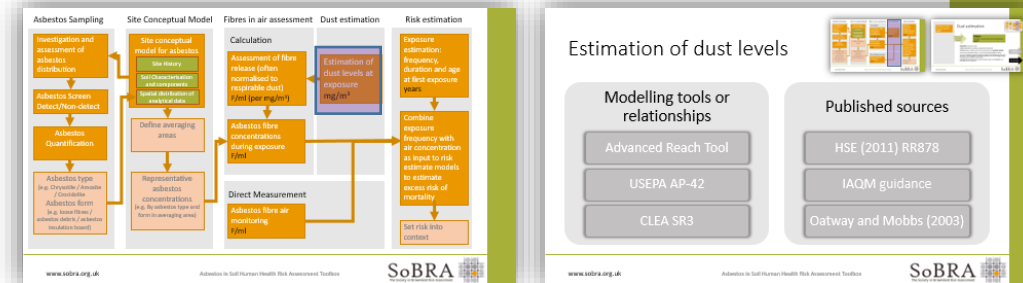 Asbestos Sampling
Site Conceptual Model
Fibres in air assessment
Dust estimation
Risk estimation
Investigation and
assessment of
asbestos
distribution
Asbestos Screen
Detect/Non-detect
Asbestos
Quantification
Asbestos type
(e.g. Chrysotile / Amosite
/ Crocidolite
Asbestos form
(e.g. loose fibres /
asbestos debris / asbestos
insulation board)
Site conceptual
model for asbestos
Site History
Soil Characterisation
and components
Spatial distribution of
analytical data
Define averaging
areas
Representative
asbestos
concentrations
(e.g. By asbestos type and
form in averaging area)
Calculation
Assessment of fibre
release (often
normalised to
respirable dust)
F/ml (per mg/m³)
Asbestos fibre
concentrations
during exposure
F/ml
Direct Measurement
Asbestos fibre air
monitoring
F/ml
Estimation of
dust levels at
exposure
mg/m³
Exposure
estimation:
frequency,
duration and age
at first exposure
years
Combine
exposure
frequency with
air concentration
as input to risk
estimate models
to estimate
excess risk of
mortality
Set risk into
context
www.sobra.org.uk
Asbestos in Soil Human Health Risk Assessment Toolbox
SoBRA
Estimation of dust levels
Modelling tools or
relationships
Advanced Reach Tool
USEPA AP-42
CLEA SR3
Published sources
HSE (2011) RR878
IAQM guidance
Oatway and Mobbs (2003)
www.sobra.org.uk
Asbestos in Soil Human Health Risk Assessment Toolbox
SoBRA